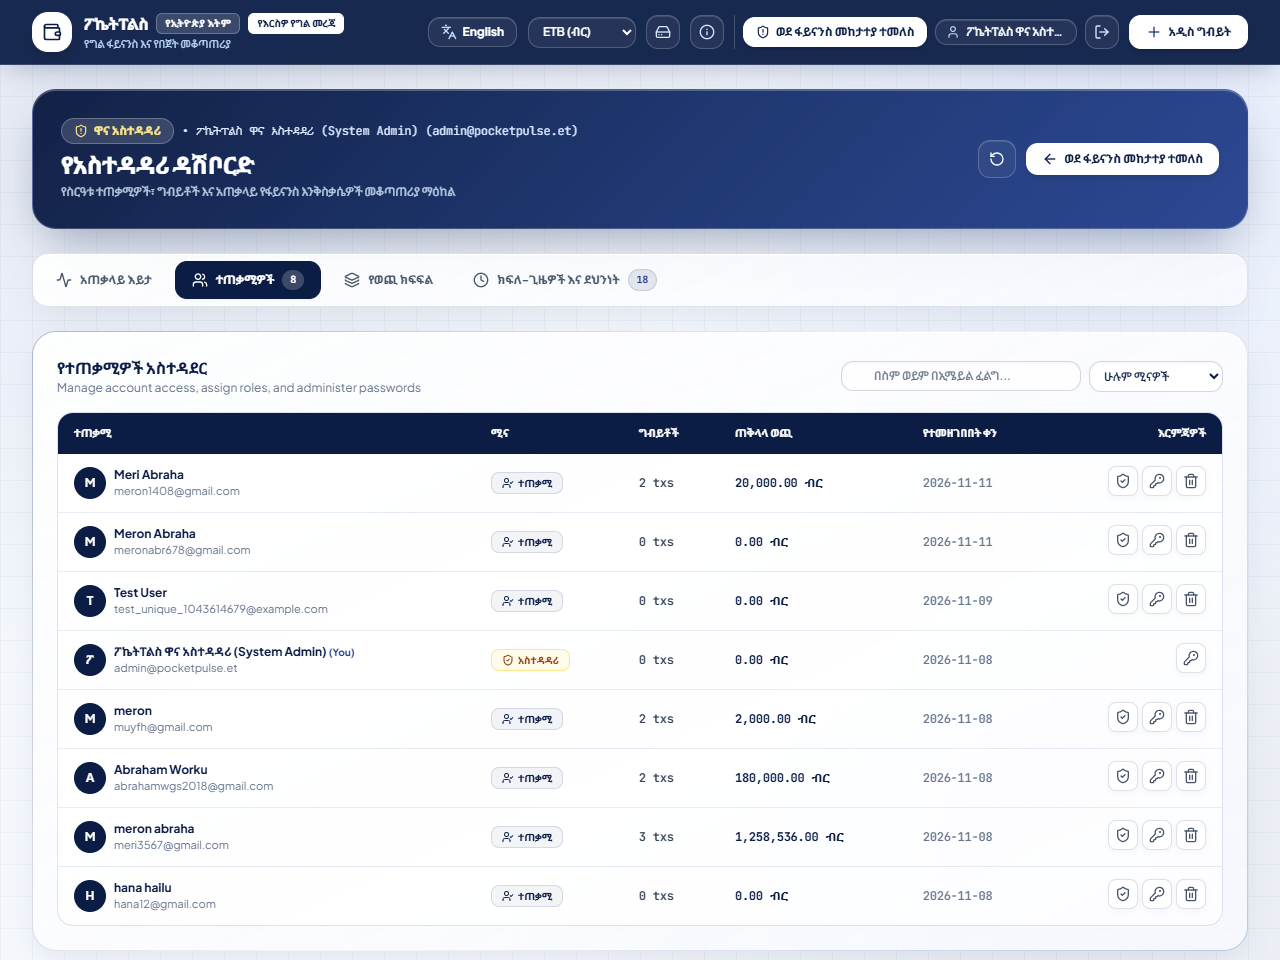 ፖኬትፐልስ የኢትዮጵያ አትም የእርስዎ የግል መረጃ
የግል ፋይናንስ እና የበጀት መቆጣጠሪያ
English ETB (ብር) ወደ ፋይናንስ መከታተያ ተመለስ ፖኬትፐልስ ዋና አስተ... አዲስ ግብይት
ዋና አስተዳዳሪ • ፖኬትፐልስ ዋና አስተዳዳሪ (System Admin) (admin@pocketpulse.et)
የአስተዳዳሪ ዳሽቦርድ
የስርዓቱ ተጠቃሚዎች፣ ግብይቶች እና አጠቃላይ የፋይናንስ እንቅስቃሴዎች መቆጣጠሪያ ማዕከል
ወደ ፋይናንስ መከታተያ ተመለስ
አጠቃላይ እይታ ተጠቃሚዎች 8 የወጪ ክፍፍል ክፍለ-ጊዜዎች እና ደህንነት 18
የተጠቃሚዎች አስተዳደር
Manage account access, assign roles, and administer passwords
በስም ወይም በኢሜይል ፈልግ... ሁሉም ሚናዎች
ተጠቃሚ ሚና ግብይቶች ጠቅላላ ወጪ የተመዘገበበት ቀን እርምጃዎች
M Meri Abraha ተጠቃሚ 2 txs 20,000.00 ብር 2026-11-11
meron1408@gmail.com
M Meron Abraha ተጠቃሚ 0 txs 0.00 ብር 2026-11-11
meronabr678@gmail.com
T Test User ተጠቃሚ 0 txs 0.00 ብር 2026-11-09
test_unique_1043614679@example.com
ፖ ፖኬትፐልስ ዋና አስተዳዳሪ (System Admin) (You) አስተዳዳሪ 0 txs 0.00 ብር 2026-11-08
admin@pocketpulse.et
M meron ተጠቃሚ 2 txs 2,000.00 ብር 2026-11-08
muyfh@gmail.com
A Abraham Worku ተጠቃሚ 2 txs 180,000.00 ብር 2026-11-08
abrahamwgs2018@gmail.com
M meron abraha ተጠቃሚ 3 txs 1,258,536.00 ብር 2026-11-08
meri3567@gmail.com
H hana hailu ተጠቃሚ 0 txs 0.00 ብር 2026-11-08
hana12@gmail.com